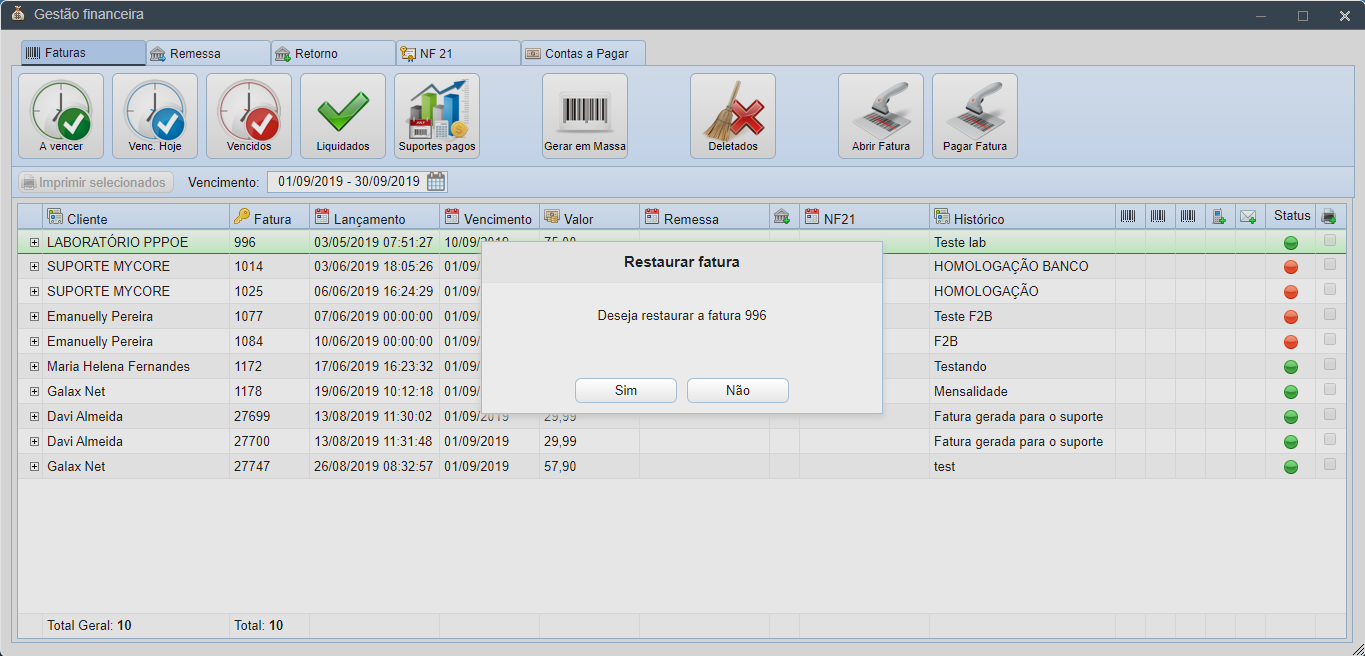 Gestão financeira
Faturas Remessa Retorno NF 21 Contas a Pagar
A vencer Venc. Hoje Vencidos Liquidados Suportes pagos Gerar em Massa Deletados Abrir Fatura Pagar Fatura
Imprimir selecionados Vencimento: 01/09/2019 - 30/09/2019
Cliente Fatura Lançamento Vencimento Valor Remessa NF21 Histórico Status
LABORATÓRIO PPPOE 996 03/05/2019 07:51:27 10/09/2019 75,00 Teste lab
SUPORTE MYCORE 1014 03/06/2019 18:05:26 01/09/ HOMOLOGAÇÃO BANCO
SUPORTE MYCORE 1025 06/06/2019 16:24:29 01/09/ HOMOLOGAÇÃO
Emanuelly Pereira 1077 07/06/2019 00:00:00 01/09/ Teste F2B
Emanuelly Pereira 1084 10/06/2019 00:00:00 01/09/ F2B
Maria Helena Fernandes 1172 17/06/2019 16:23:32 01/09/ Testando
Galax Net 1178 19/06/2019 10:12:18 01/09/ Mensalidade
Davi Almeida 27699 13/08/2019 11:30:02 01/09/2019 29,99 Fatura gerada para o suporte
Davi Almeida 27700 13/08/2019 11:31:48 01/09/2019 29,99 Fatura gerada para o suporte
Galax Net 27747 26/08/2019 08:32:57 01/09/2019 57,90 test
Restaurar fatura
Deseja restaurar a fatura 996
Sim Não
Total Geral: 10 Total: 10